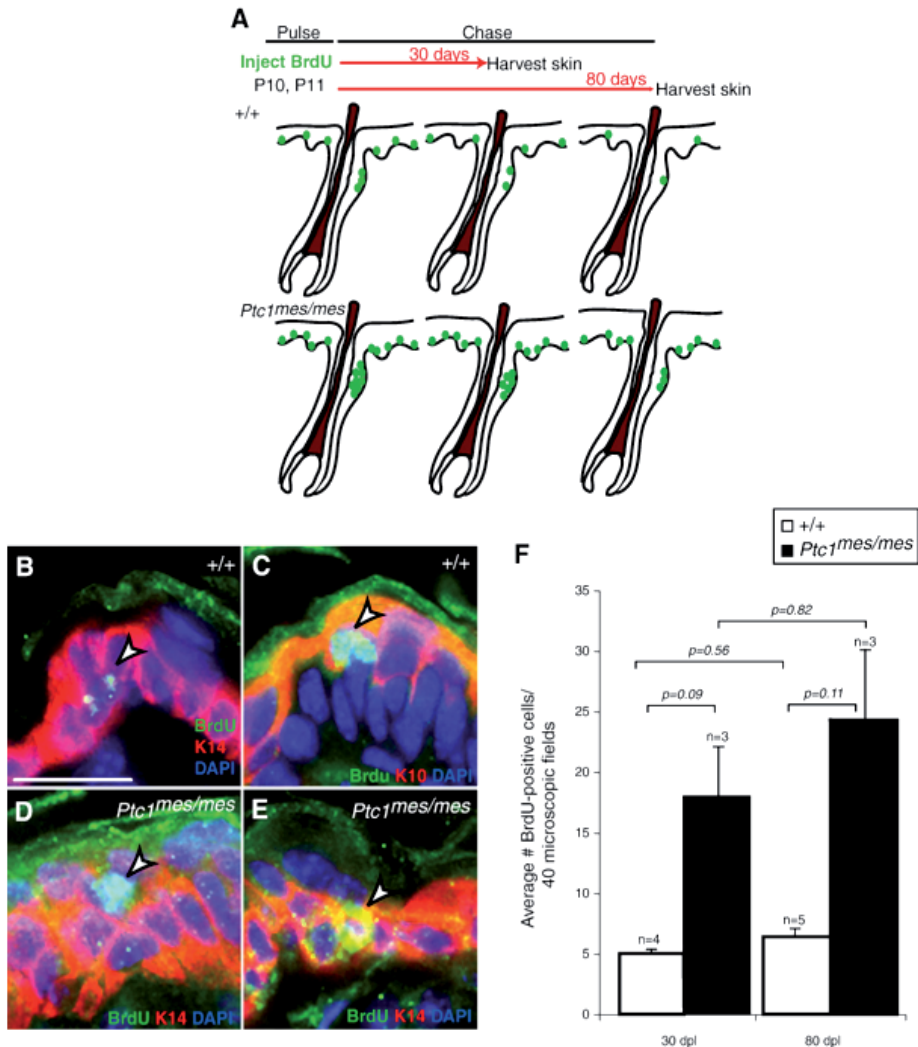 A
Pulse Chase
Inject BrdU 30 days Harvest skin
P10, P11 80 days Harvest skin
+/+
Ptc1mes/mes
B +/+
BrdU
K14
DAPI
C +/+
Brdu K10 DAPI
D Ptc1mes/mes
BrdU K14 DAPI
E Ptc1mes/mes
BrdU K14 DAPI
F
+/+
Ptc1mes/mes
Average # BrdU-positive cells/
40 microscopic fields
35
30
25
20
15
10
5
0
p=0.82
p=0.56
p=0.09
p=0.11
n=4
n=3
n=5
n=3
30 dpl
80 dpl